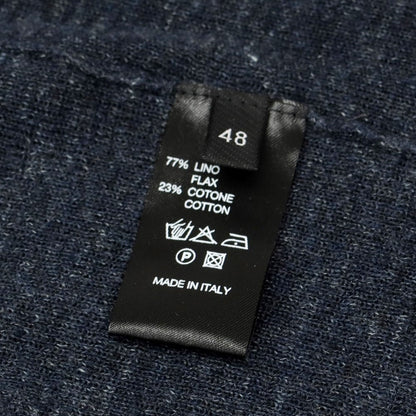 48
77% LINO
FLAX
23% COTONE
COTTON
P
MADE IN ITALY